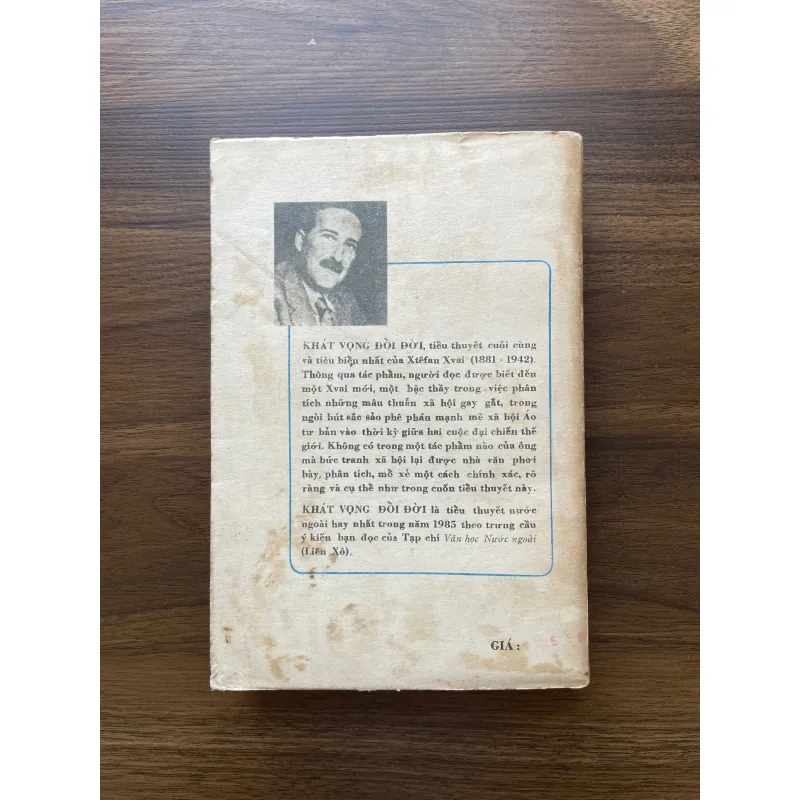 KHÁT VỌNG ĐỒI ĐỜI, tiểu thuyết cuối cùng
và tiêu biểu nhất của Xtêfan Xvai (1881 - 1942).
Thông qua tác phẩm, người đọc được biết đến
một Xvai mới, một bậc thầy trong việc phân
tích những mâu thuẫn xã hội gay gắt, trong
ngòi bút sắc sảo phê phán mạnh mẽ xã hội Áo
tư bản vào thời kỳ giữa hai cuộc đại chiến thế
giới. Không có trong một tác phẩm nào của ông
mà bức tranh xã hội lại được nhà văn phơi
bày, phân tích, mổ xẻ một cách chính xác, rõ
ràng và cụ thể như trong cuốn tiểu thuyết này.
KHÁT VỌNG ĐỒI ĐỜI là tiểu thuyết nước
ngoài hay nhất trong năm 1985 theo trưng cầu
ý kiến bạn đọc của Tạp chí Văn học Nước ngoài
(Liên Xô).
GIÁ :